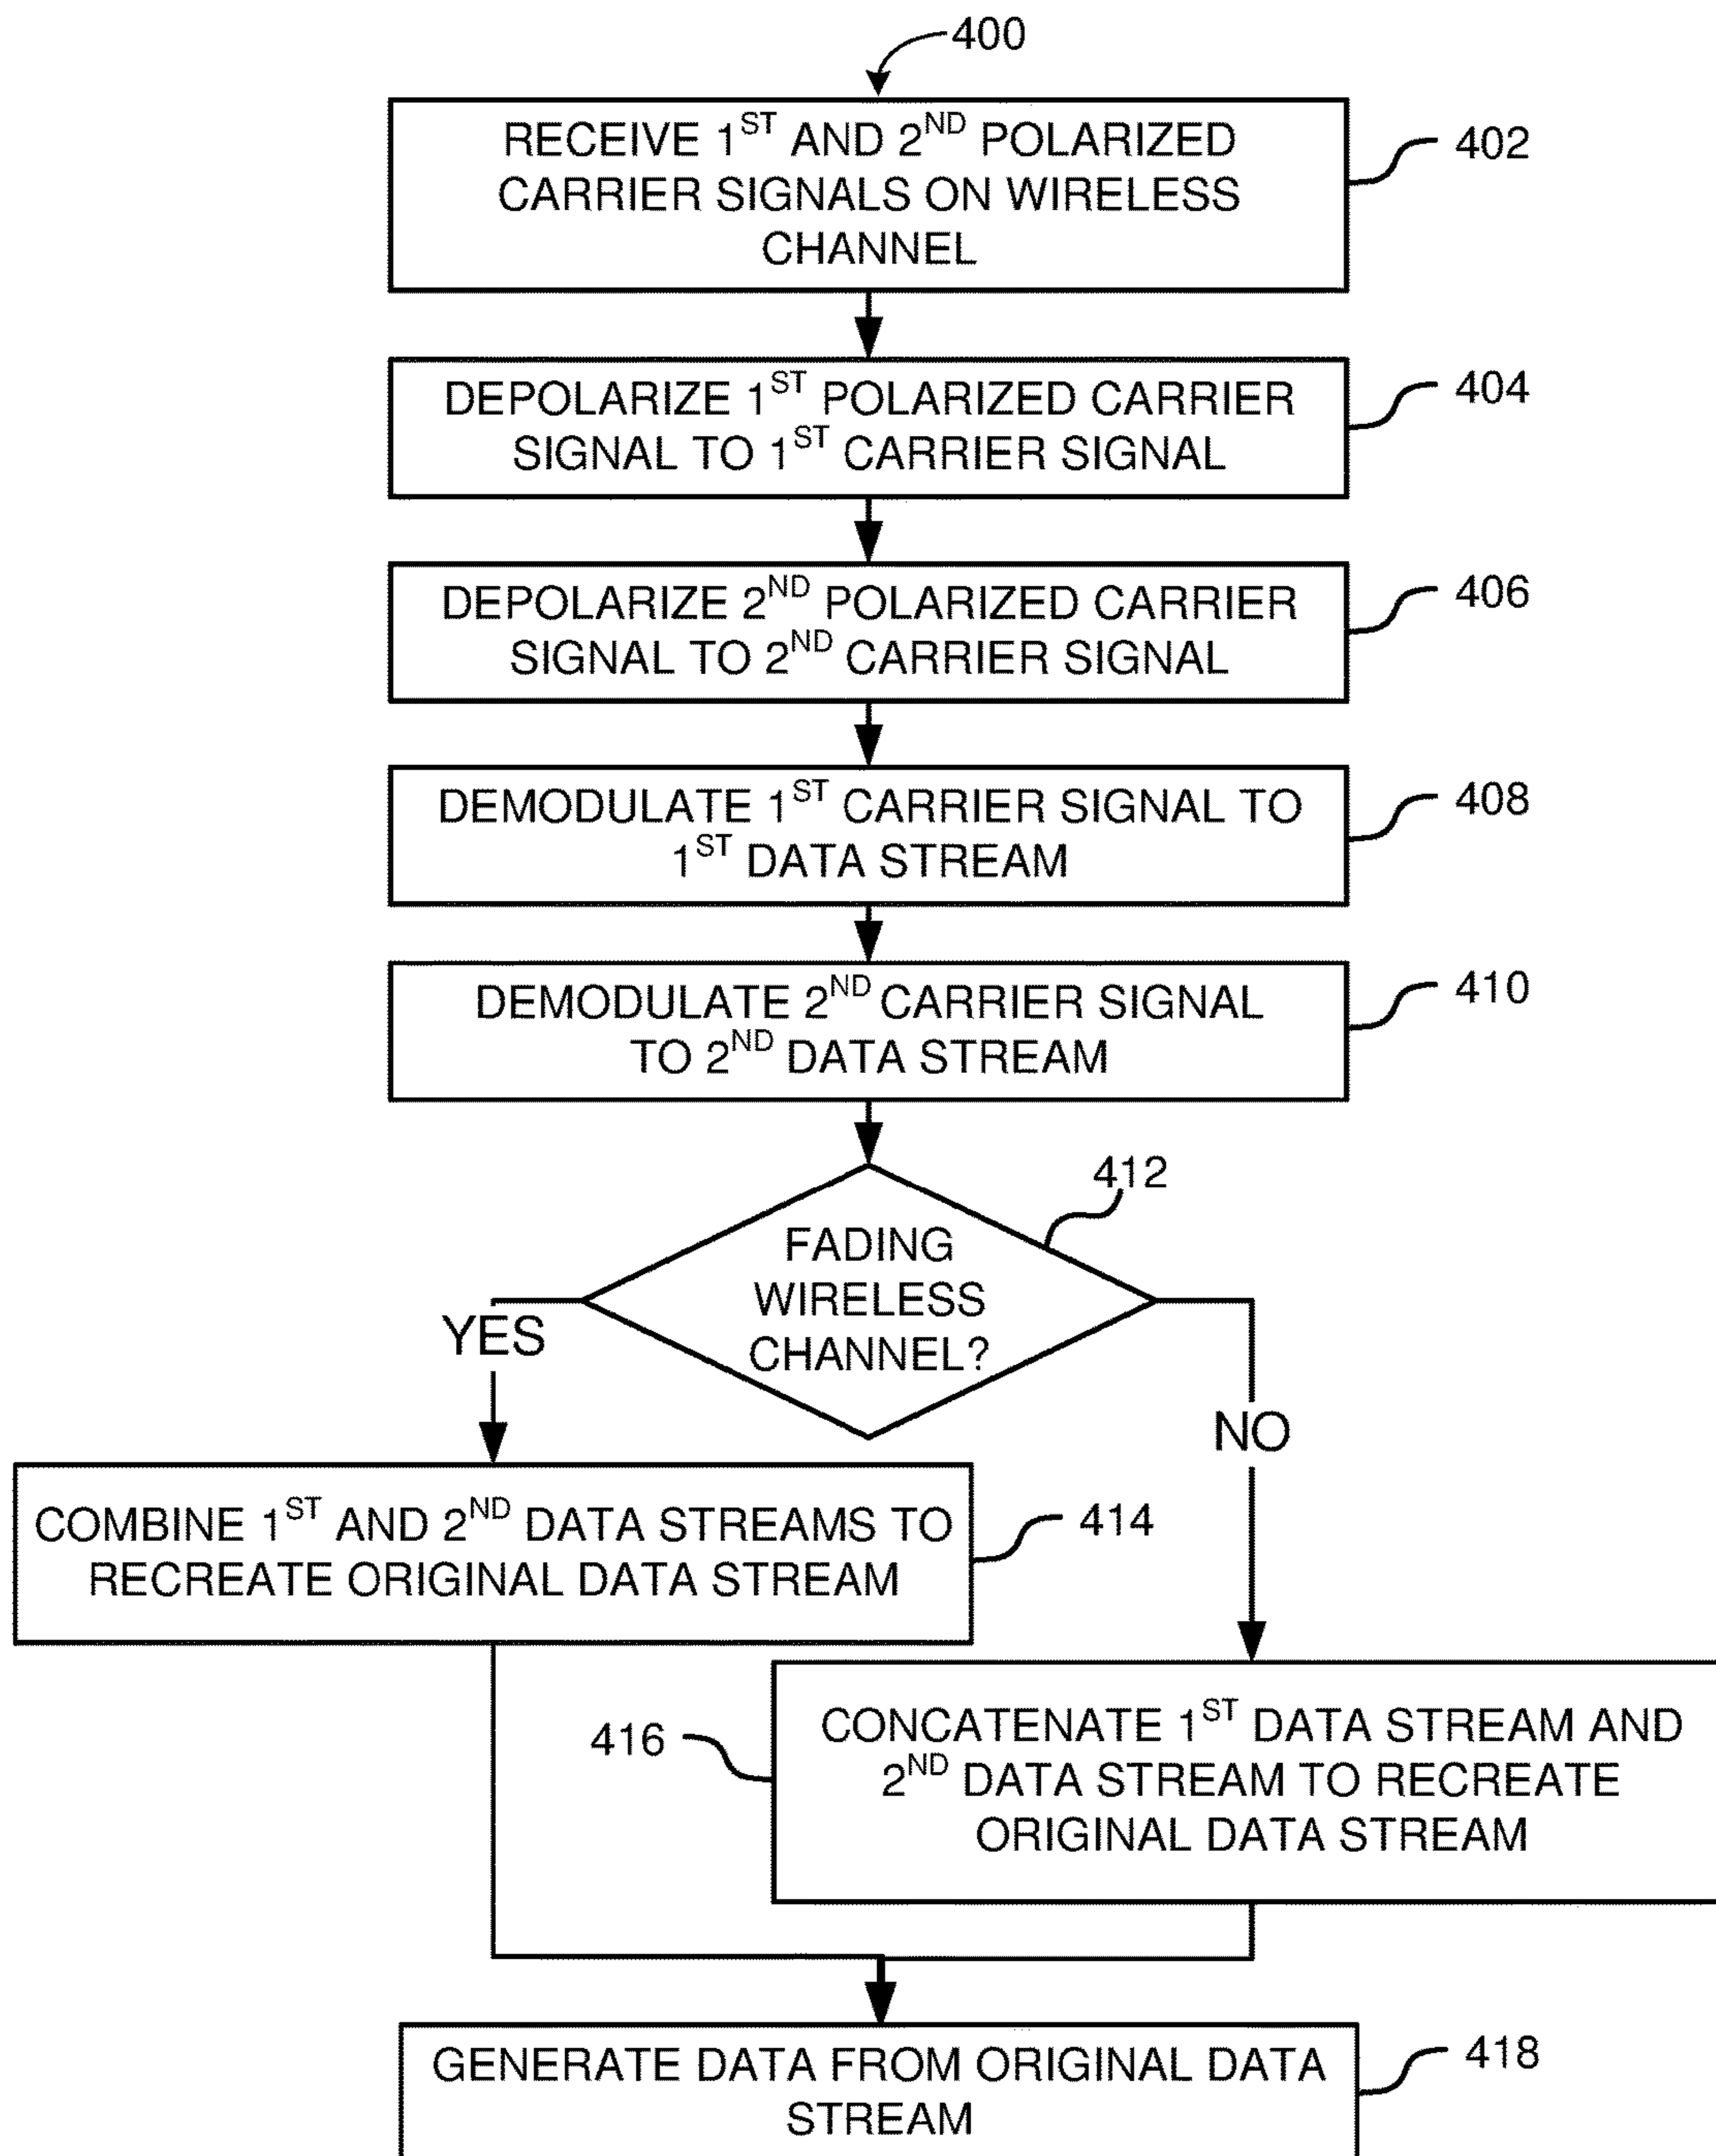 400
RECEIVE 1ST AND 2ND POLARIZED
CARRIER SIGNALS ON WIRELESS
CHANNEL
402
DEPOLARIZE 1ST POLARIZED CARRIER
SIGNAL TO 1ST CARRIER SIGNAL
404
DEPOLARIZE 2ND POLARIZED CARRIER
SIGNAL TO 2ND CARRIER SIGNAL
406
DEMODULATE 1ST CARRIER SIGNAL TO
1ST DATA STREAM
408
DEMODULATE 2ND CARRIER SIGNAL
TO 2ND DATA STREAM
410
412
FADING
WIRELESS
CHANNEL?
YES
NO
COMBINE 1ST AND 2ND DATA STREAMS TO
RECREATE ORIGINAL DATA STREAM
414
416
CONCATENATE 1ST DATA STREAM AND
2ND DATA STREAM TO RECREATE
ORIGINAL DATA STREAM
GENERATE DATA FROM ORIGINAL DATA
STREAM
418